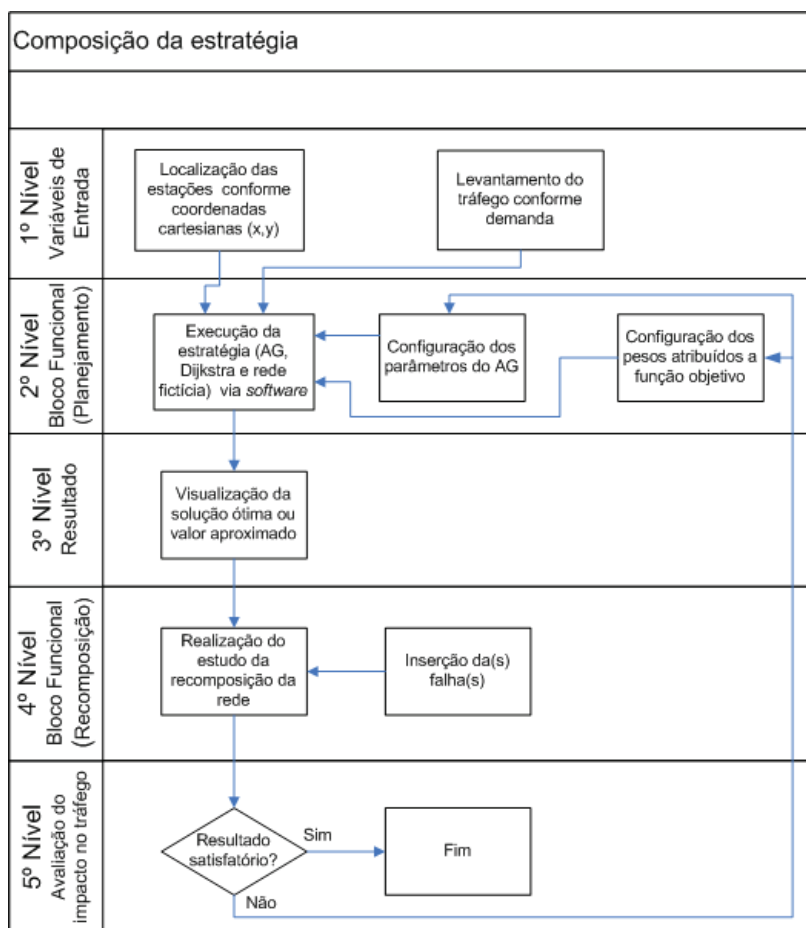 Composição da estratégia
1º Nível
Variáveis de
Entrada
Localização das
estações conforme
coordenadas
cartesianas (x,y)
Levantamento do
tráfego conforme
demanda
2º Nível
Bloco Funcional
(Planejamento)
Execução da
estratégia (AG,
Dijkstra e rede
fictícia) via software
Configuração dos
parâmetros do AG
Configuração dos
pesos atribuídos a
função objetivo
3º Nível
Resultado
Visualização da
solução ótima ou
valor aproximado
4º Nível
Bloco Funcional
(Recomposição)
Realização do
estudo da
recomposição da
rede
Inserção da(s)
falha(s)
5º Nível
Avaliação do
impacto no tráfego
Resultado
satisfatório?
Sim
Fim
Não